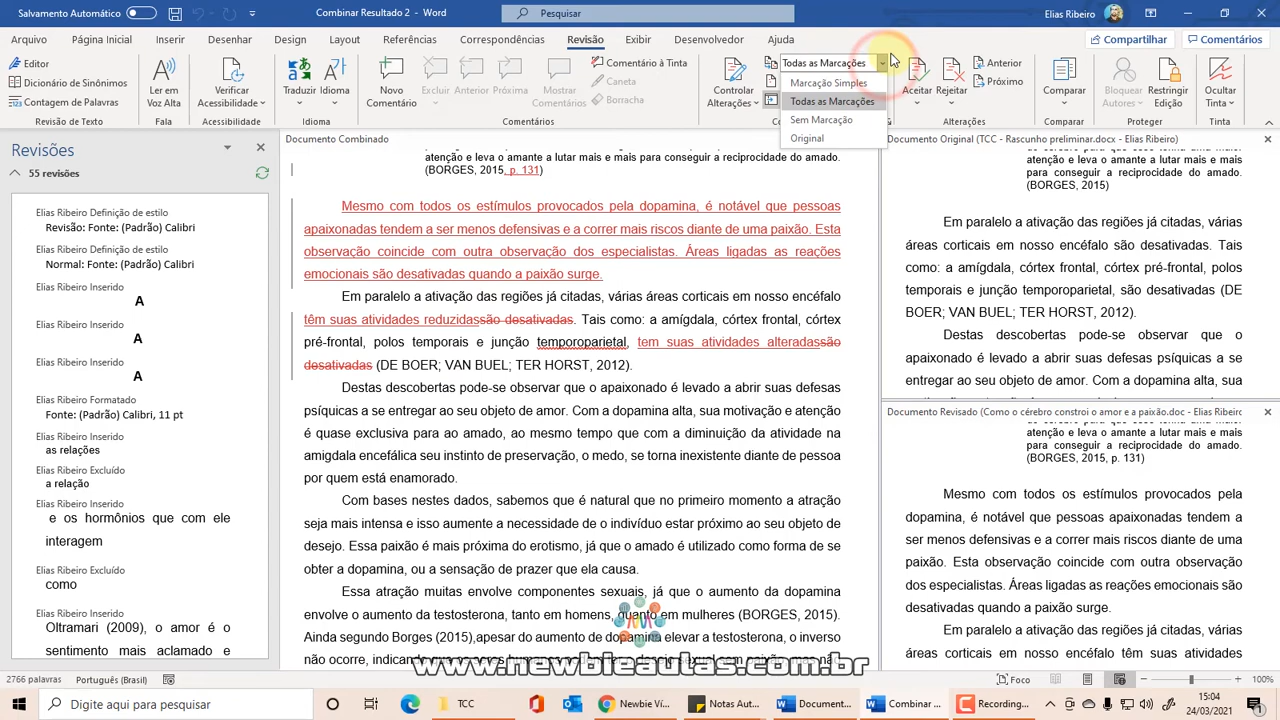 Salvamento Automático
Combinar Resultado 2 - Word
Pesquisar
Elias Ribeiro
Arquivo
Página Inicial
Inserir
Desenhar
Design
Layout
Referências
Correspondências
Revisão
Exibir
Desenvolvedor
Ajuda
Compartilhar
Comentários
Editor
Dicionário de Sinônimos
Contagem de Palavras
Revisão de Texto
Ler em
Voz Alta
Fala
Verificar
Acessibilidade
Acessibilidade
Traduzir
Idioma
Idioma
Novo
Comentário
Excluir
Anterior
Próxima
Mostrar
Comentários
Comentários
Comentário à Tinta
Caneta
Borracha
Controlar
Alterações
Todas as Marcações
Marcação Simples
Todas as Marcações
Sem Marcação
Original
Aceitar
Rejeitar
Anterior
Próximo
Alterações
Comparar
Comparar
Bloquear
Autores
Restringir
Edição
Proteger
Ocultar
Tinta
Tinta
Revisões
55 revisões
Elias Ribeiro Definição de estilo
Revisão: Fonte: (Padrão) Calibri
Elias Ribeiro Definição de estilo
Normal: Fonte: (Padrão) Calibri
Elias Ribeiro Inserido
A
Elias Ribeiro Inserido
A
Elias Ribeiro Inserido
A
Elias Ribeiro Formatado
Fonte: (Padrão) Calibri, 11 pt
Elias Ribeiro Inserido
as relações
Elias Ribeiro Excluído
a relação
Elias Ribeiro Inserido
e os hormônios que com ele
interagem
Elias Ribeiro Excluído
como
Elias Ribeiro Inserido
Oltramari (2009), o amor é o
sentimento mais aclamado e
Documento Combinado
atenção e leva o amante a lutar mais e mais para conseguir a reciprocidade do amado.
(BORGES, 2015, p. 131)
Mesmo com todos os estímulos provocados pela dopamina, é notável que pessoas
apaixonadas tendem a ser menos defensivas e a correr mais riscos diante de uma paixão. Esta
observação coincide com outra observação dos especialistas. Áreas ligadas as reações
emocionais são desativadas quando a paixão surge.
Em paralelo a ativação das regiões já citadas, várias áreas corticais em nosso encéfalo
têm suas atividades reduzidassão desativadas. Tais como: a amígdala, córtex frontal, córtex
pré-frontal, polos temporais e junção temporoparietal, tem suas atividades alteradassão
desativadas (DE BOER; VAN BUEL; TER HORST, 2012).
Destas descobertas pode-se observar que o apaixonado é levado a abrir suas defesas
psíquicas a se entregar ao seu objeto de amor. Com a dopamina alta, sua motivação e atenção
é quase exclusiva para ao amado, ao mesmo tempo que com a diminuição da atividade na
amigdala encefálica seu instinto de preservação, o medo, se torna inexistente diante de pessoa
por quem está enamorado.
Com bases nestes dados, sabemos que é natural que no primeiro momento a atração
seja mais intensa e isso aumente a necessidade de o indivíduo estar próximo ao seu objeto de
desejo. Essa paixão é mais próxima do erotismo, já que o amado é utilizado como forma de se
obter a dopamina, ou a sensação de prazer que ela causa.
Essa atração muitas envolve componentes sexuais, já que o aumento da dopamina
envolve o aumento da testosterona, tanto em homens, quanto em mulheres (BORGES, 2015).
Ainda segundo Borges (2015),apesar do aumento de dopamina elevar a testosterona, o inverso
não ocorre, indicando que
www.newbieautas.com.br
Documento Original (TCC - Rascunho preliminar.docx - Elias Ribeiro)
atenção e leva o amante a lutar mais e mais
para conseguir a reciprocidade do amado.
(BORGES, 2015)
Em paralelo a ativação das regiões já citadas, várias
áreas corticais em nosso encéfalo são desativadas. Tais
como: a amígdala, córtex frontal, córtex pré-frontal, polos
temporais e junção temporoparietal, são desativadas (DE
BOER; VAN BUEL; TER HORST, 2012).
Destas descobertas pode-se observar que o
apaixonado é levado a abrir suas defesas psíquicas a se
entregar ao seu objeto de amor. Com a dopamina alta, sua
Documento Revisado (Como o cérebro constroi o amor e a paixão.doc - Elias Ribeiro
atenção e leva o amante a lutar mais e mais
para conseguir a reciprocidade do amado.
(BORGES, 2015, p. 131)
Mesmo com todos os estímulos provocados pela
dopamina, é notável que pessoas apaixonadas tendem a
ser menos defensivas e a correr mais riscos diante de uma
paixão. Esta observação coincide com outra observação
dos especialistas. Áreas ligadas as reações emocionais são
desativadas quando a paixão surge.
Em paralelo a ativação das regiões já citadas, várias
áreas corticais em nosso encéfalo têm suas atividades
2766 palavras
Português (Brasil)
Foco
100%
Digite aqui para pesquisar
TCC
Newbie Ví...
Notas Auto...
Document...
Combinar ...
Recording...
15:04
24/03/2021